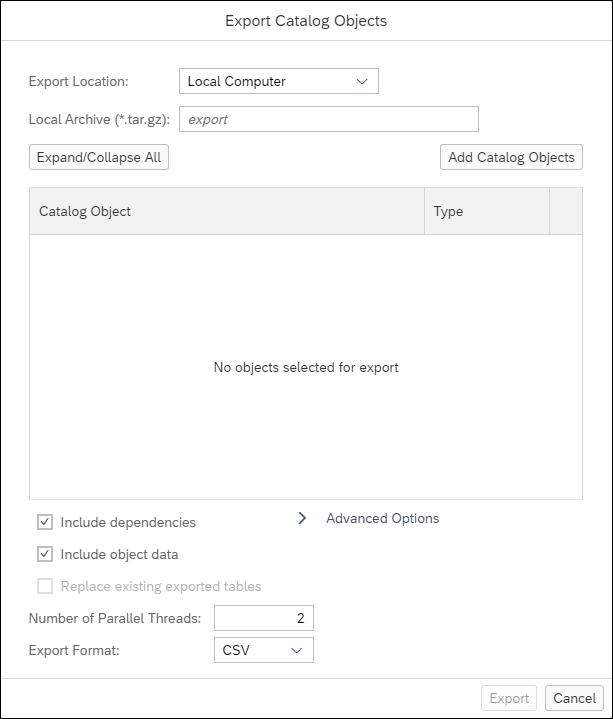 Export Catalog Objects
Export Location: Local Computer
Local Archive (*.tar.gz): export
Expand/Collapse All Add Catalog Objects
Catalog Object Type
No objects selected for export
Include dependencies Advanced Options
Include object data
Replace existing exported tables
Number of Parallel Threads: 2
Export Format: CSV
Export Cancel